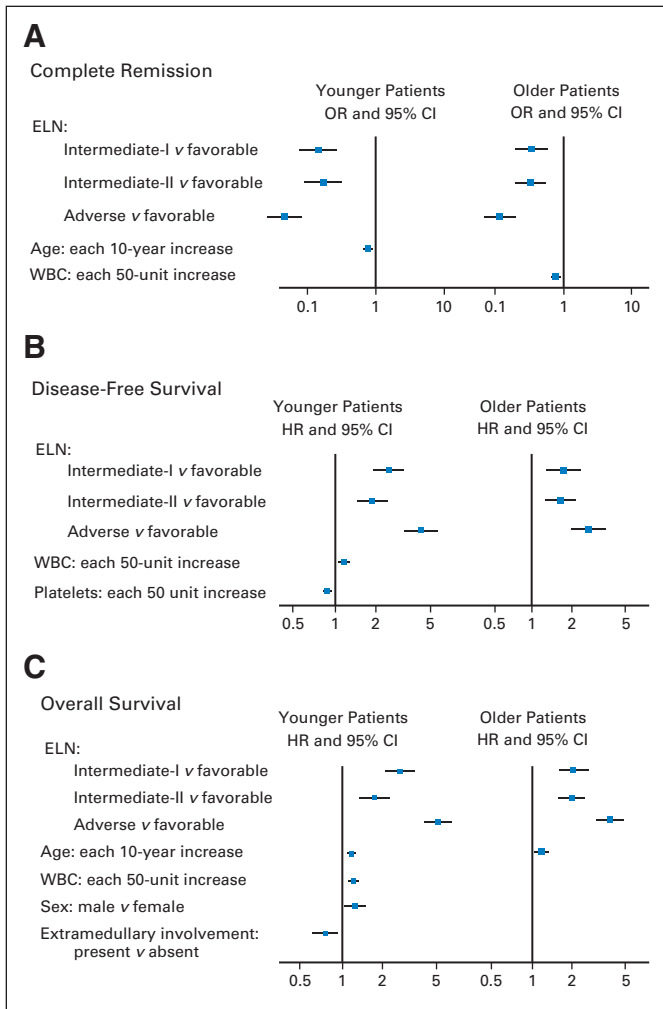 A
Complete Remission
Younger Patients
OR and 95% CI
Older Patients
OR and 95% CI
ELN:
Intermediate-I v favorable
Intermediate-II v favorable
Adverse v favorable
Age: each 10-year increase
WBC: each 50-unit increase
0.1 1 10 0.1 1 10
B
Disease-Free Survival
Younger Patients
HR and 95% CI
Older Patients
HR and 95% CI
ELN:
Intermediate-I v favorable
Intermediate-II v favorable
Adverse v favorable
WBC: each 50-unit increase
Platelets: each 50 unit increase
0.5 1 2 5 0.5 1 2 5
C
Overall Survival
Younger Patients
HR and 95% CI
Older Patients
HR and 95% CI
ELN:
Intermediate-I v favorable
Intermediate-II v favorable
Adverse v favorable
Age: each 10-year increase
WBC: each 50-unit increase
Sex: male v female
Extramedullary involvement:
present v absent
0.5 1 2 5 0.5 1 2 5